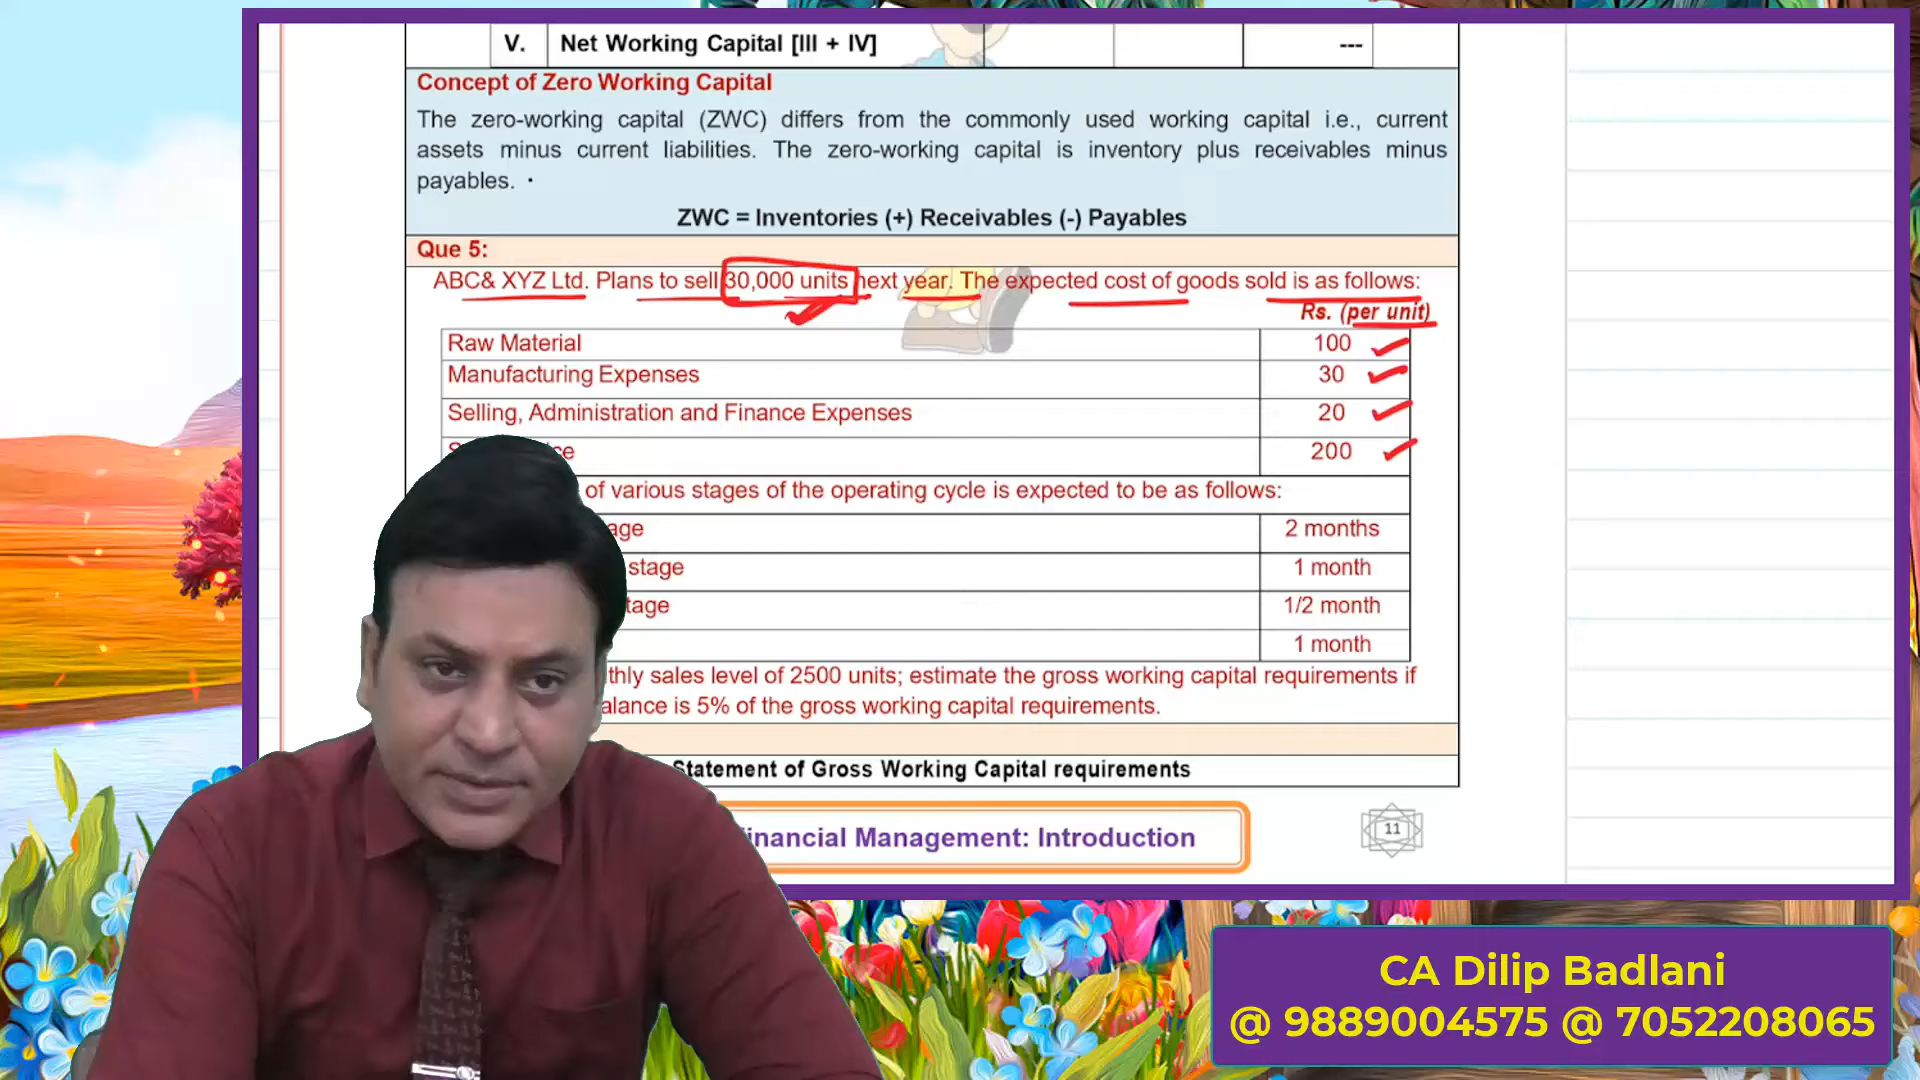 V. Net Working Capital [III + IV] ---
Concept of Zero Working Capital
The zero-working capital (ZWC) differs from the commonly used working capital i.e., current
assets minus current liabilities. The zero-working capital is inventory plus receivables minus
payables.
ZWC = Inventories (+) Receivables (-) Payables
Que 5:
ABC& XYZ Ltd. Plans to sell 30,000 units next year. The expected cost of goods sold is as follows:
Rs. (per unit)
Raw Material 100
Manufacturing Expenses 30
Selling, Administration and Finance Expenses 20
200
of various stages of the operating cycle is expected to be as follows:
2 months
stage 1 month
1/2 month
1 month
sales level of 2500 units; estimate the gross working capital requirements if
is 5% of the gross working capital requirements.
Statement of Gross Working Capital requirements
Financial Management: Introduction
11
CA Dilip Badlani
@ 9889004575 @ 7052208065